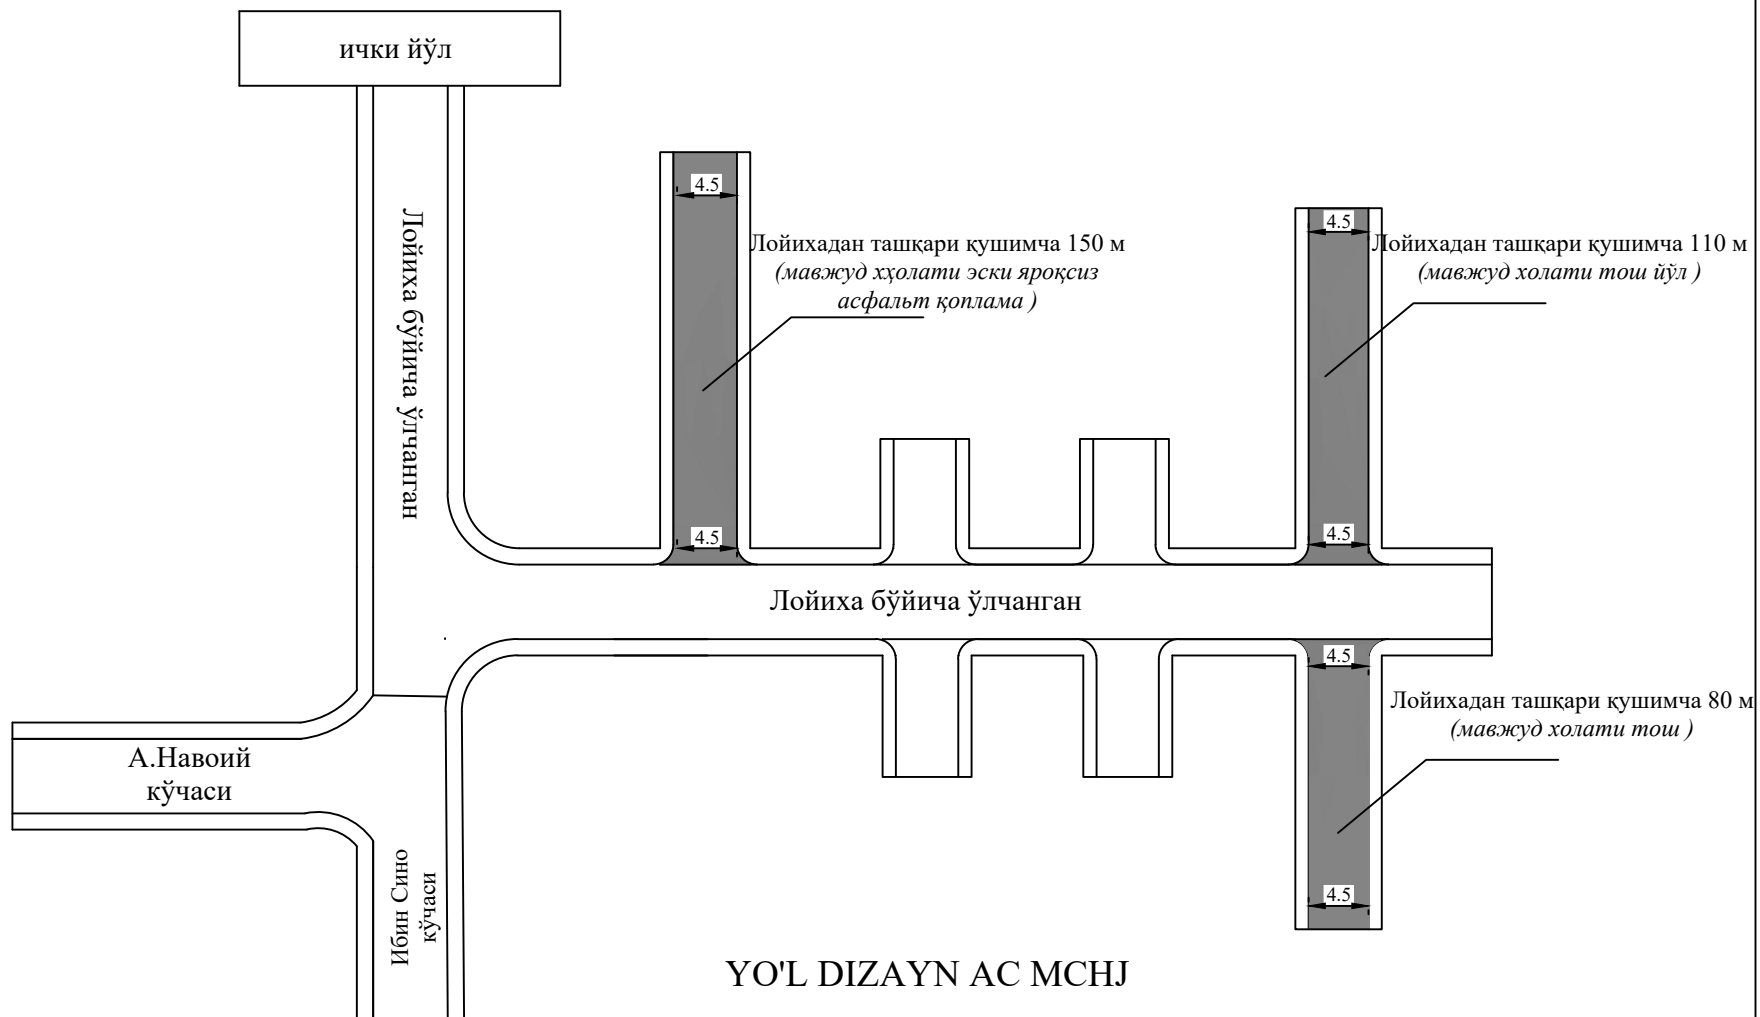 ички йўл
Лойиха бўйича ўлчанган
4.5
4.5
Лойихадан ташқари қушимча 150 м
(мавжуд хҳолати эски яроқсиз
асфальт қоплама )
Лойихадан ташқари қушимча 110 м
(мавжуд холати тош йўл )
4.5
4.5
Лойиха бўйича ўлчанган
4.5
Лойихадан ташқари қушимча 80 м
(мавжуд холати тош )
А.Навоий
кўчаси
Ибин Сино
кўчаси
4.5
YO'L DIZAYN AC MCHJ